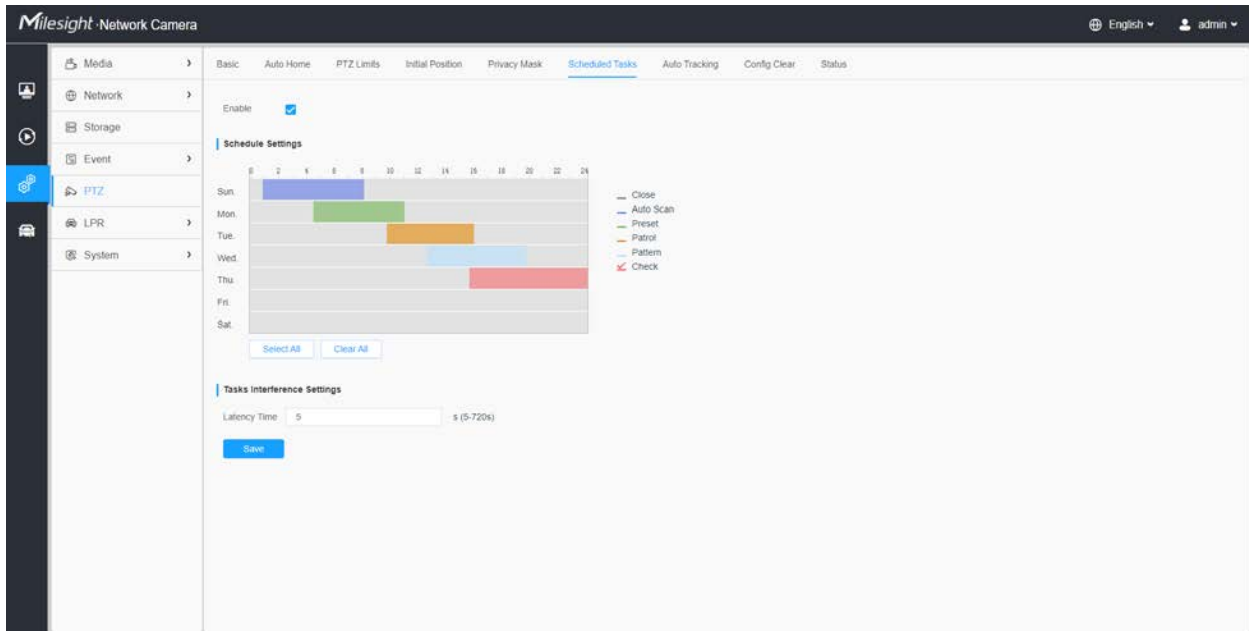 Milesight·Network Camera
English
admin
Media
Network
Storage
Event
PTZ
LPR
System
Basic Auto Home PTZ Limits Initial Position Privacy Mask Scheduled Tasks Auto Tracking Config Clear Status
Enable
Schedule Settings
0 2 4 6 8 10 12 14 16 18 20 22 24
Sun.
Mon.
Tue.
Wed.
Thu.
Fri.
Sat.
Close
Auto Scan
Preset
Patrol
Pattern
Check
Select All Clear All
Tasks Interference Settings
Latency Time 5 s (5-720s)
Save